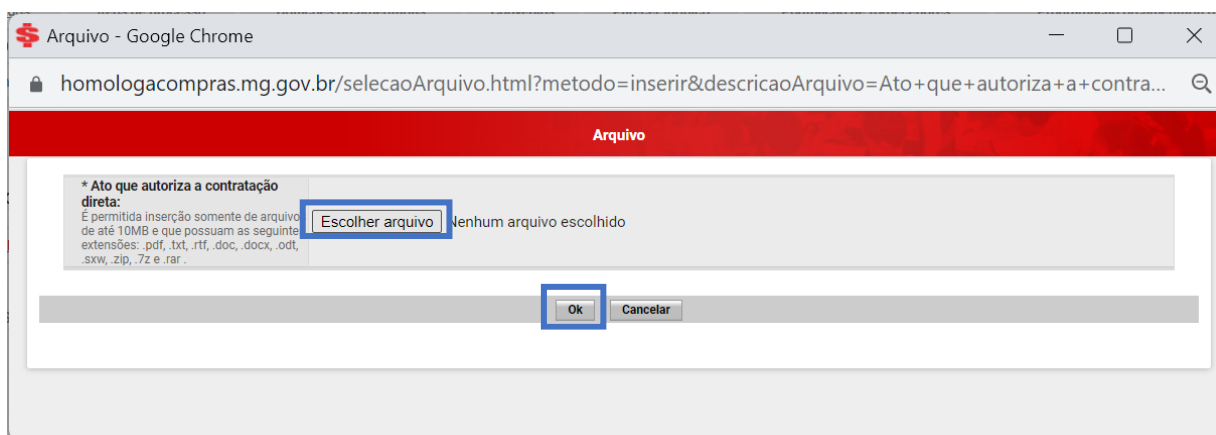 Arquivo - Google Chrome
homologacompras.mg.gov.br/selecaoArquivo.html?metodo=inserir&descricaoArquivo=Ato+que+autoriza+a+contra...
Arquivo
* Ato que autoriza a contratação
direta:
É permitida inserção somente de arquivo
de até 10MB e que possuam as seguinte
extensões: .pdf, .txt, .rtf, .doc, .docx, .odt,
.sxw, .zip, .7z e .rar .
Escolher arquivo Nenhum arquivo escolhido
Ok Cancelar